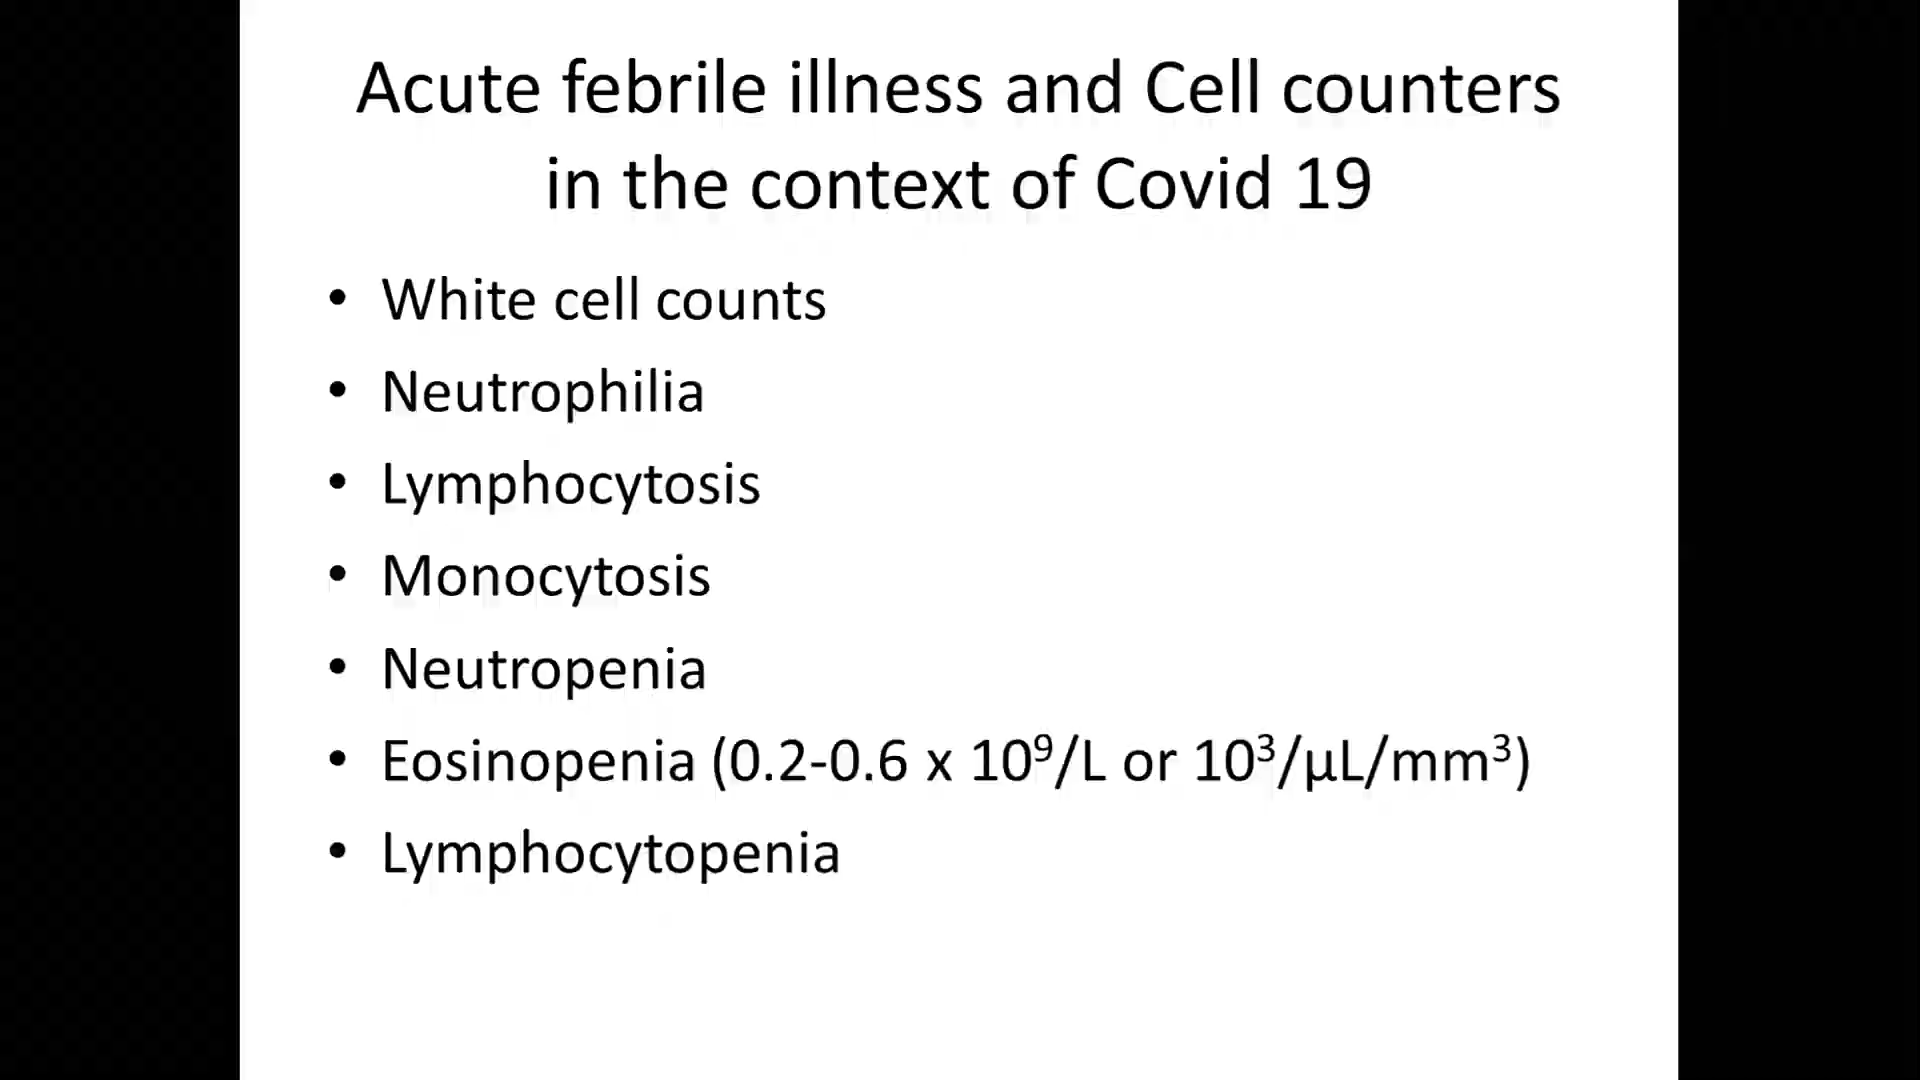 Acute febrile illness and Cell counters
in the context of Covid 19
• White cell counts
• Neutrophilia
• Lymphocytosis
• Monocytosis
• Neutropenia
• Eosinopenia (0.2-0.6 x 10⁹/L or 10³/µL/mm³)
• Lymphocytopenia